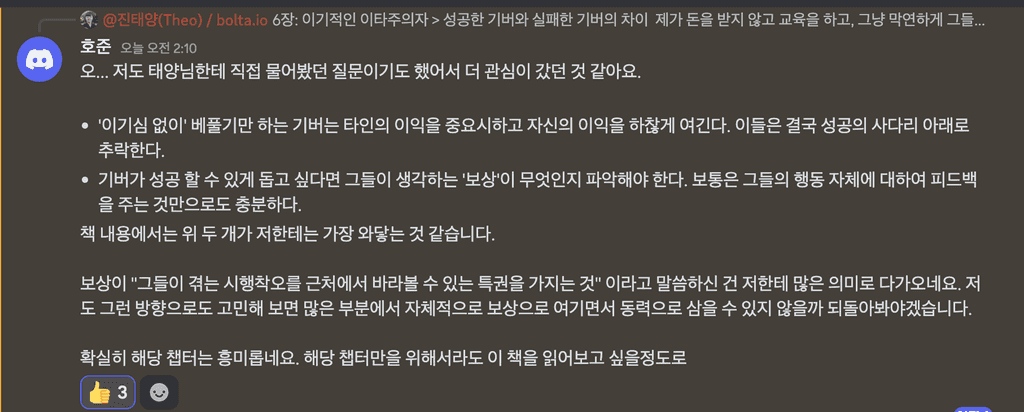 @진태양(Theo) / bolta.io 6장: 이기적인 이타주의자 > 성공한 기버와 실패한 기버의 차이 제가 돈을 받지 않고 교육을 하고, 그냥 막연하게 그들...
호준 오늘 오전 2:10
오... 저도 태양님한테 직접 물어봤던 질문이기도 했어서 더 관심이 갔던 것 같아요.
• '이기심 없이' 베풀기만 하는 기버는 타인의 이익을 중요시하고 자신의 이익을 하찮게 여긴다. 이들은 결국 성공의 사다리 아래로
추락한다.
• 기버가 성공 할 수 있게 돕고 싶다면 그들이 생각하는 '보상'이 무엇인지 파악해야 한다. 보통은 그들의 행동 자체에 대하여 피드백
을 주는 것만으로도 충분하다.
책 내용에서는 위 두 개가 저한테는 가장 와닿는 것 같습니다.
보상이 "그들이 겪는 시행착오를 근처에서 바라볼 수 있는 특권을 가지는 것" 이라고 말씀하신 건 저한테 많은 의미로 다가오네요. 저
도 그런 방향으로도 고민해 보면 많은 부분에서 자체적으로 보상으로 여기면서 동력으로 삼을 수 있지 않을까 되돌아봐야겠습니다.
확실히 해당 챕터는 흥미롭네요. 해당 챕터만을 위해서라도 이 책을 읽어보고 싶을정도로
3